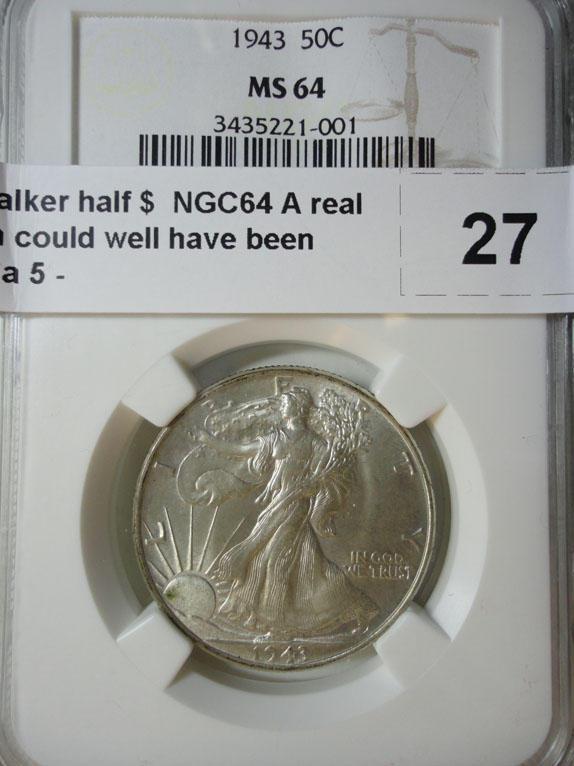 1943 50C
MS 64
3435221-001
alker half $ NGC64 A real
could well have been
a 5 -
27
L I T Y
IN GOD
WE TRUST
1943